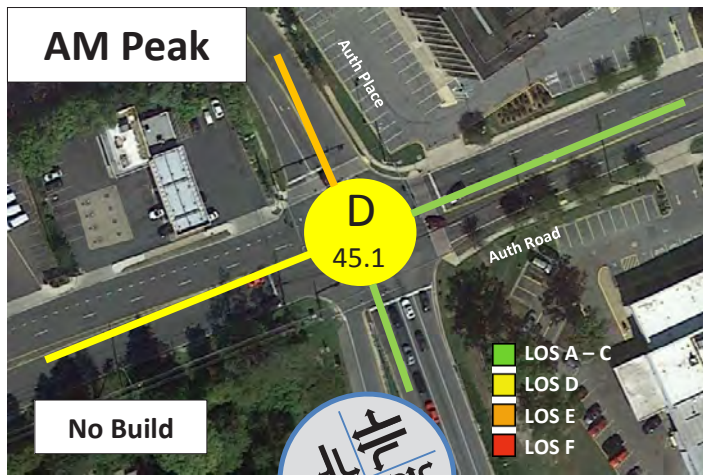 AM Peak
Auth Place
D
45.1
Auth Road
LOS A – C
LOS D
LOS E
LOS F
No Build